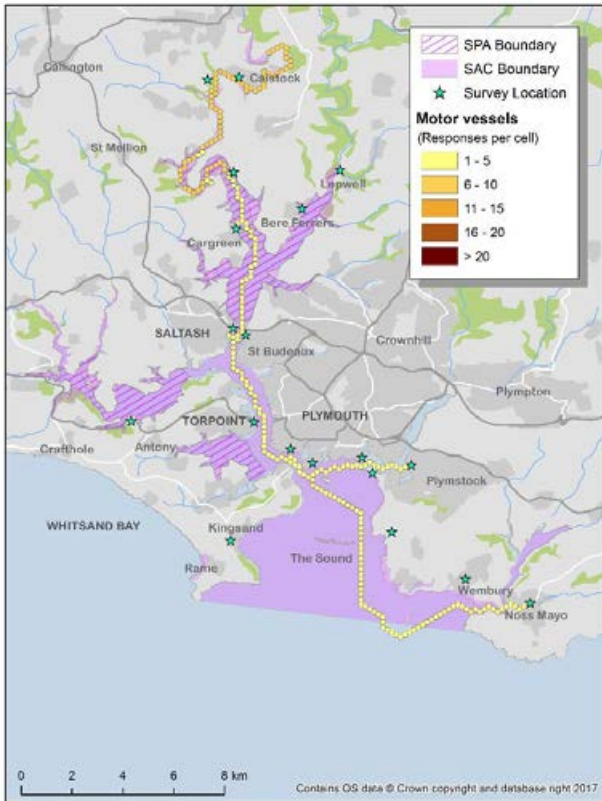 SPA Boundary
SAC Boundary
Survey Location
Motor vessels
(Responses per cell)
1 - 5
6 - 10
11 - 15
16 - 20
> 20
Callington
Calstock
St Mellion
Lopwell
Bere Ferrers
Cargreen
SALTASH
St Budeaux
Crownhill
Plympton
TORPOINT
PLYMOUTH
Crafthole
Antony
Plymstock
WHITSAND BAY
Kingsand
The Sound
Rame
Wembury
Noss Mayo
0 2 4 8 km
Contains OS data © Crown copyright and database right 2017